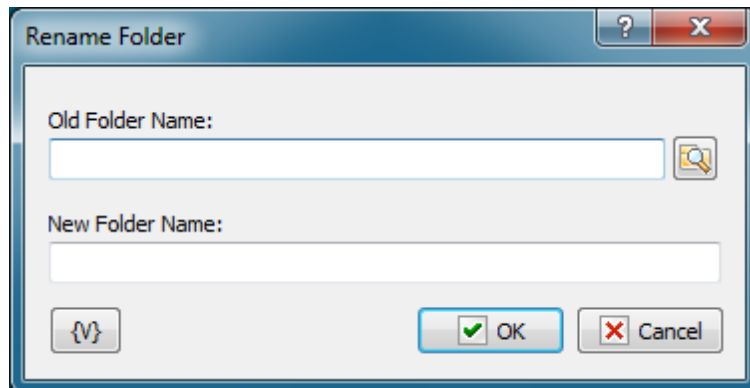 Rename Folder
?
Old Folder Name:
New Folder Name:
{V}
OK
Cancel